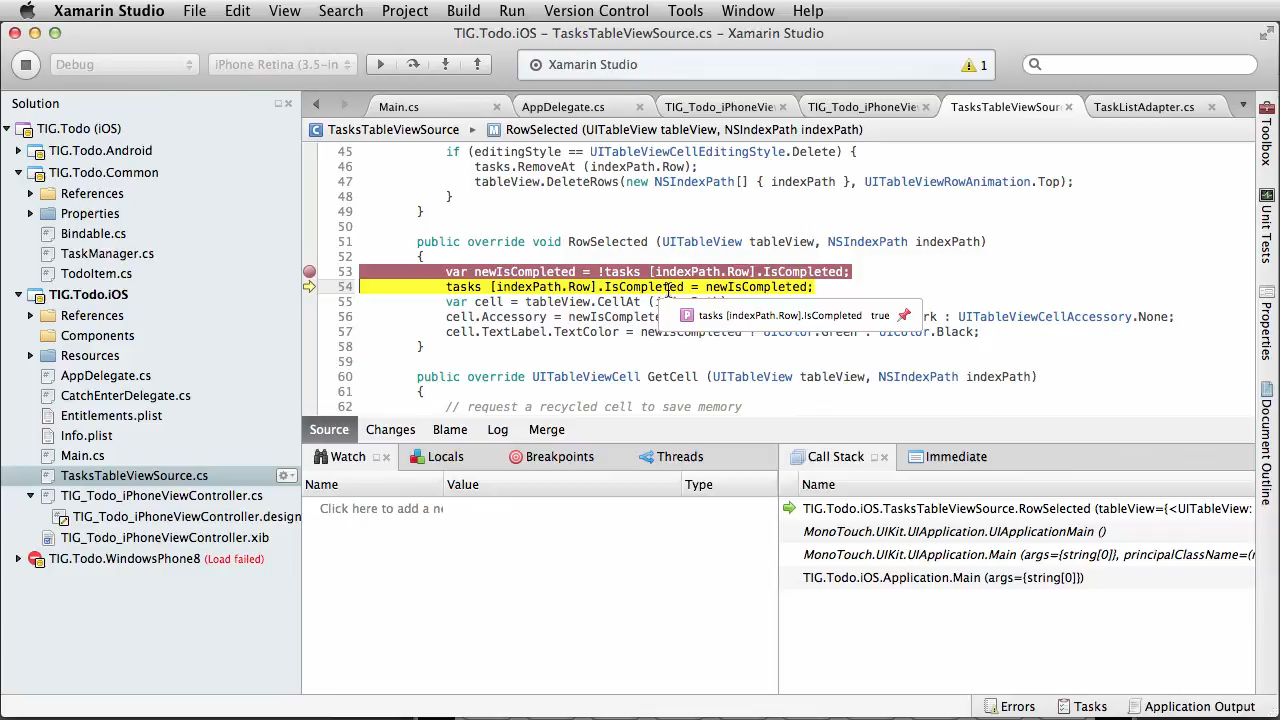 Xamarin Studio File Edit View Search Project Build Run Version Control Tools Window Help
TIG.Todo.iOS – TasksTableViewSource.cs – Xamarin Studio
Debug iPhone Retina (3.5-in Xamarin Studio 1
Solution
Main.cs AppDelegate.cs TIG_Todo_iPhoneVie TIG_Todo_iPhoneVie TasksTableViewSour TaskListAdapter.cs
TasksTableViewSource RowSelected (UITableView tableView, NSIndexPath indexPath)
TIG.Todo (iOS)
TIG.Todo.Android
TIG.Todo.Common
References
Properties
Bindable.cs
TaskManager.cs
TodoItem.cs
TIG.Todo.iOS
References
Components
Resources
AppDelegate.cs
CatchEnterDelegate.cs
Entitlements.plist
Info.plist
Main.cs
TasksTableViewSource.cs
TIG_Todo_iPhoneViewController.cs
TIG_Todo_iPhoneViewController.design
TIG_Todo_iPhoneViewController.xib
TIG.Todo.WindowsPhone8 (Load failed)
45 if (editingStyle == UITableViewCellEditingStyle.Delete) {
46 tasks.RemoveAt (indexPath.Row);
47 tableView.DeleteRows(new NSIndexPath[] { indexPath }, UITableViewRowAnimation.Top);
48 }
49 }
50
51 public override void RowSelected (UITableView tableView, NSIndexPath indexPath)
52 {
53 var newIsCompleted = !tasks [indexPath.Row].IsCompleted;
54 tasks [indexPath.Row].IsCompleted = newIsCompleted;
55 var cell = tableView.CellAt
56 cell.Accessory = : UITableViewCellAccessory.None;
57 cell.TextLabel.TextColor = .Black;
58 }
59
60 public override UITableViewCell GetCell (UITableView tableView, NSIndexPath indexPath)
61 {
62 // request a recycled cell to save memory
tasks [indexPath.Row].IsCompleted true
Source Changes Blame Log Merge
Watch Locals Breakpoints Threads
Name Value Type
Click here to add a ne
Call Stack Immediate
Name
TIG.Todo.iOS.TasksTableViewSource.RowSelected (tableView={<UITableView:
MonoTouch.UIKit.UIApplication.UIApplicationMain ()
MonoTouch.UIKit.UIApplication.Main (args={string[0]}, principalClassName=(
TIG.Todo.iOS.Application.Main (args={string[0]})
Toolbox
Unit Tests
Properties
Document Outline
Errors Tasks Application Output